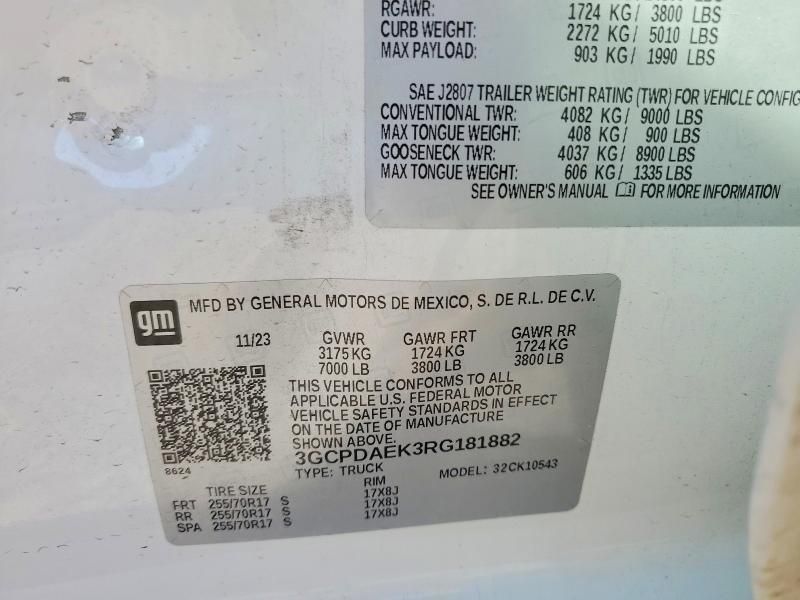 RGAWR: 1724 KG/ 3800 LBS
CURB WEIGHT: 2272 KG/ 5010 LBS
MAX PAYLOAD: 903 KG/ 1990 LBS
SAE J2807 TRAILER WEIGHT RATING (TWR) FOR VEHICLE CONFIG
CONVENTIONAL TWR: 4082 KG/ 9000 LBS
MAX TONGUE WEIGHT: 408 KG/ 900 LBS
GOOSENECK TWR: 4037 KG/ 8900 LBS
MAX TONGUE WEIGHT: 606 KG/ 1335 LBS
SEE OWNER'S MANUAL FOR MORE INFORMATION
gm MFD BY GENERAL MOTORS DE MEXICO, S. DE R.L. DE C.V.
11/23 GVWR GAWR FRT GAWR RR
3175 KG 1724 KG 1724 KG
7000 LB 3800 LB 3800 LB
THIS VEHICLE CONFORMS TO ALL
APPLICABLE U.S. FEDERAL MOTOR
VEHICLE SAFETY STANDARDS IN EFFECT
ON THE DATE OF MANUFACTURE
SHOWN ABOVE.
3GCPDAEK3RG181882
8624 TYPE: TRUCK MODEL: 32CK10543
TIRE SIZE RIM
FRT 255/70R17 S 17X8J
RR 255/70R17 S 17X8J
SPA 255/70R17 S 17X8J